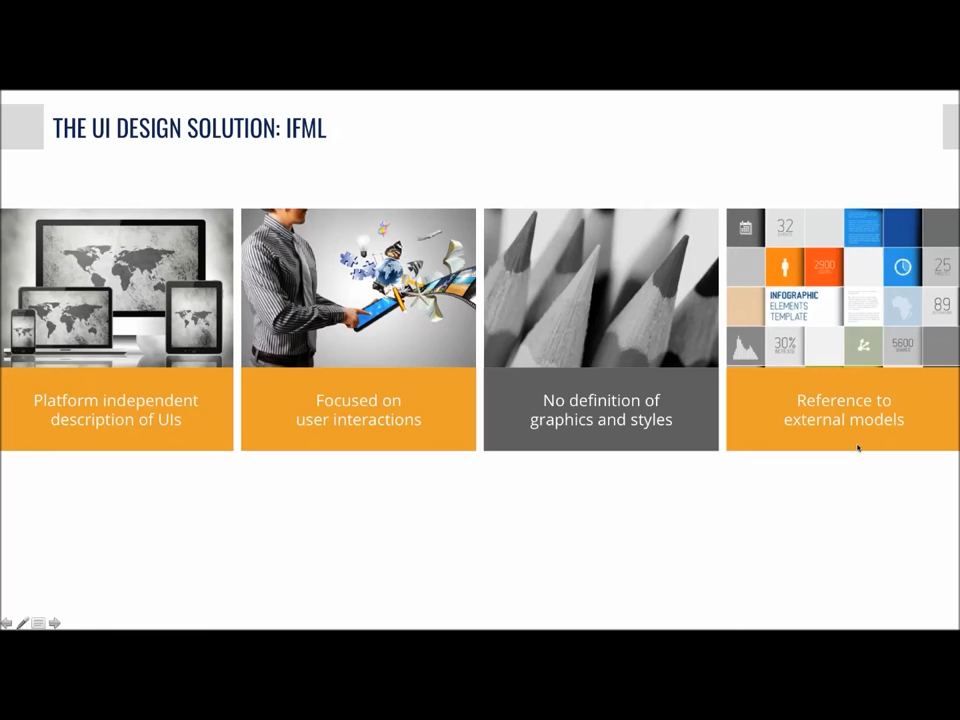 THE UI DESIGN SOLUTION: IFML
Platform independent
description of UIs
Focused on
user interactions
No definition of
graphics and styles
32
2900
25
INFOGRAPHIC
ELEMENTS
TEMPLATE
89
30%
5600
Reference to
external models